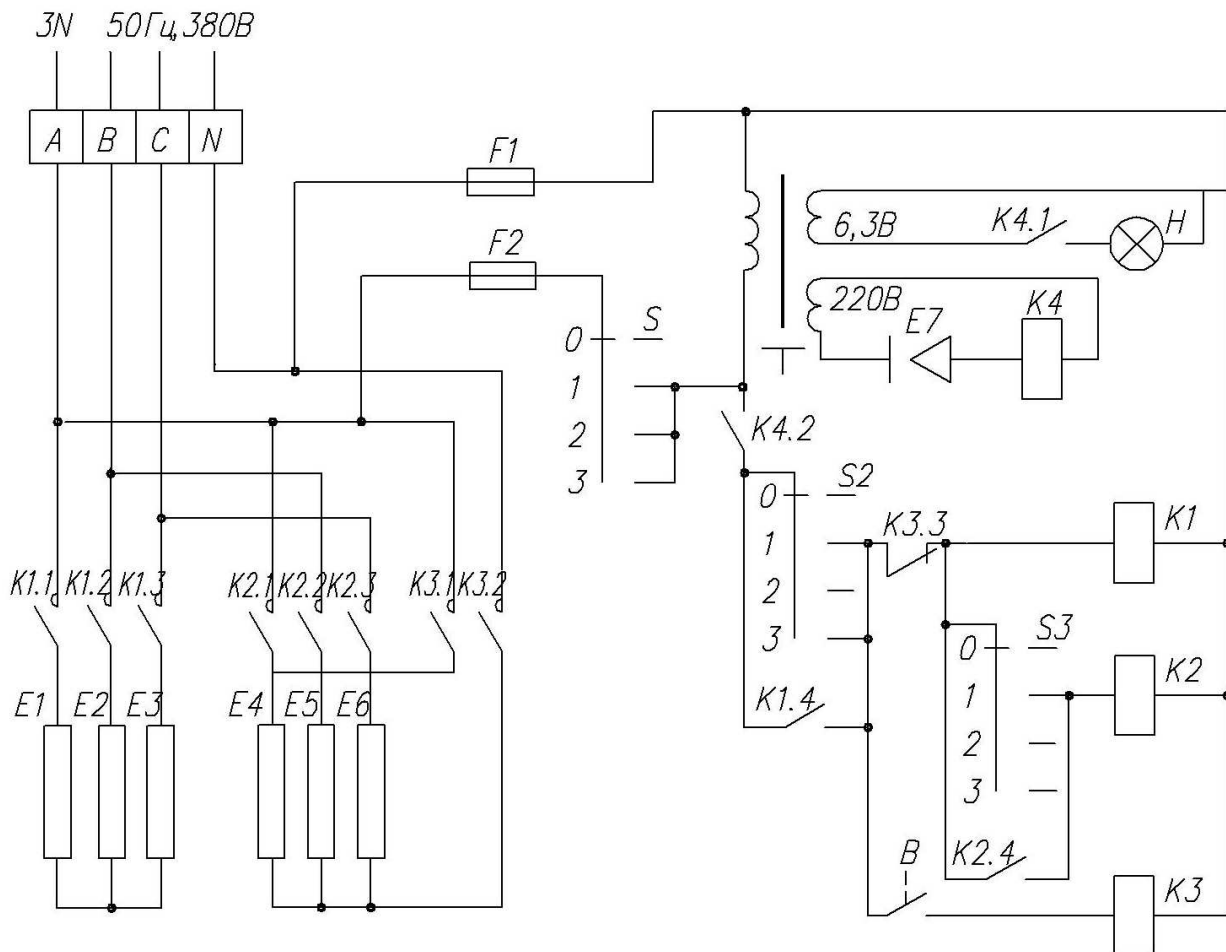 3N 50Гц,380В
A B C N
F1
F2
6,3В
K4.1
H
220В
E7
K4
S
0
1
2
3
K4.2
S2
0
1
2
3
K3.3
K1
K1.1 K1.2 K1.3 K2.1 K2.2 K2.3 K3.1 K3.2
S3
0
1
2
3
K2
K1.4
E1 E2 E3 E4 E5 E6
B
K2.4
K3